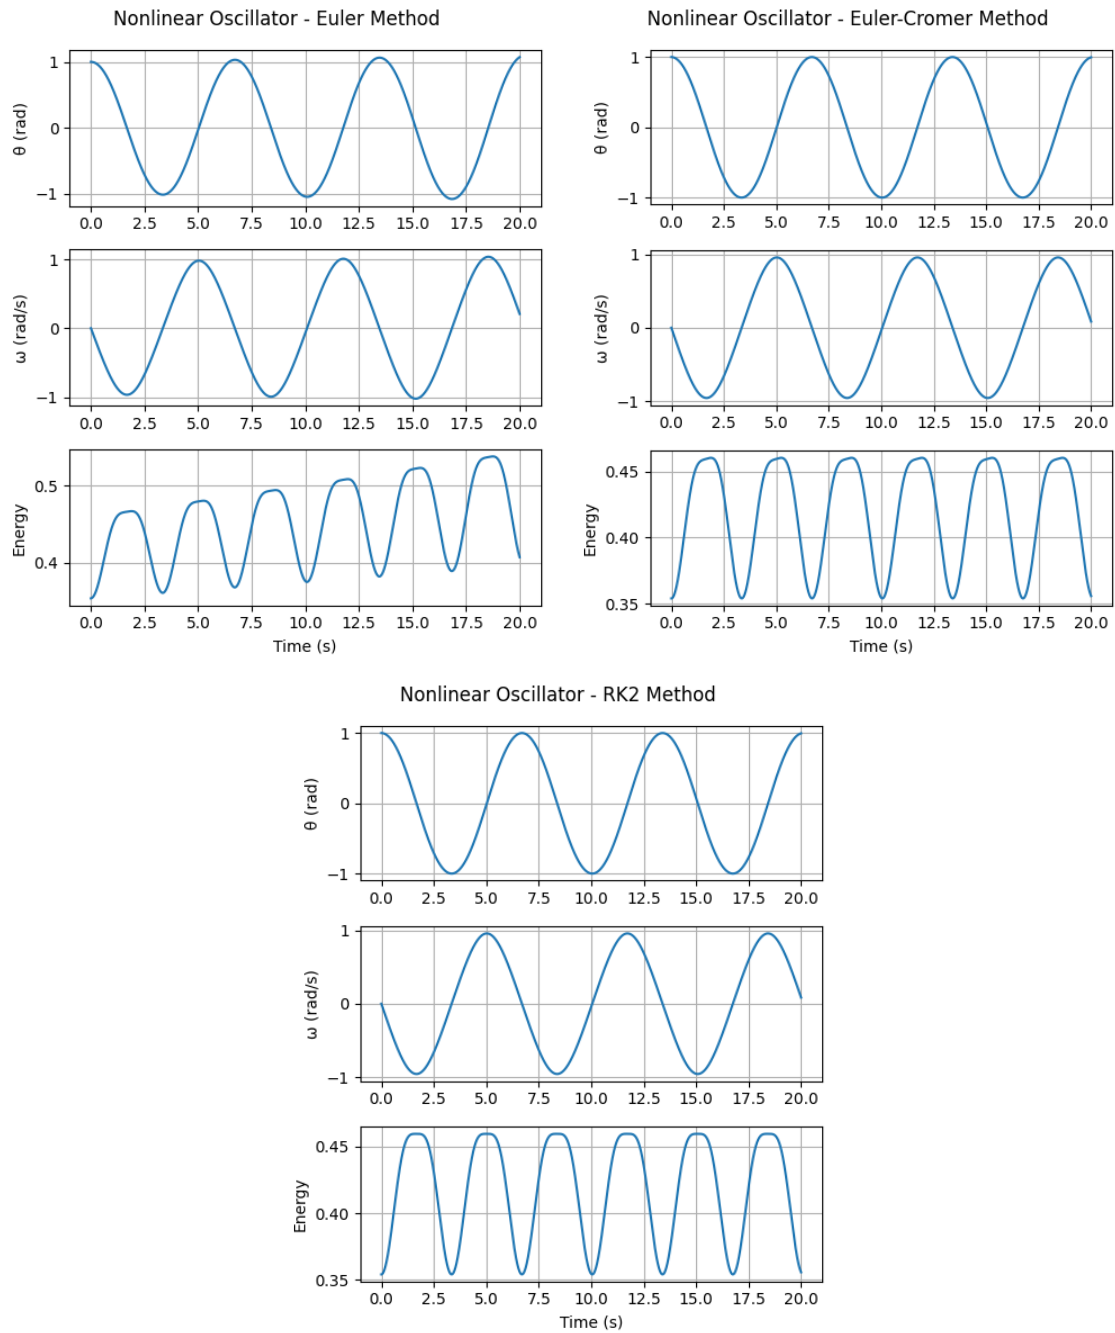 Nonlinear Oscillator - Euler Method
1
0
−1
θ (rad)
0.0 2.5 5.0 7.5 10.0 12.5 15.0 17.5 20.0
1
0
−1
ω (rad/s)
0.0 2.5 5.0 7.5 10.0 12.5 15.0 17.5 20.0
0.5
0.4
Energy
0.0 2.5 5.0 7.5 10.0 12.5 15.0 17.5 20.0
Time (s)
Nonlinear Oscillator - Euler-Cromer Method
1
0
−1
θ (rad)
0.0 2.5 5.0 7.5 10.0 12.5 15.0 17.5 20.0
1
0
−1
ω (rad/s)
0.0 2.5 5.0 7.5 10.0 12.5 15.0 17.5 20.0
0.45
0.40
0.35
Energy
0.0 2.5 5.0 7.5 10.0 12.5 15.0 17.5 20.0
Time (s)
Nonlinear Oscillator - RK2 Method
1
0
−1
θ (rad)
0.0 2.5 5.0 7.5 10.0 12.5 15.0 17.5 20.0
1
0
−1
ω (rad/s)
0.0 2.5 5.0 7.5 10.0 12.5 15.0 17.5 20.0
0.45
0.40
0.35
Energy
0.0 2.5 5.0 7.5 10.0 12.5 15.0 17.5 20.0
Time (s)